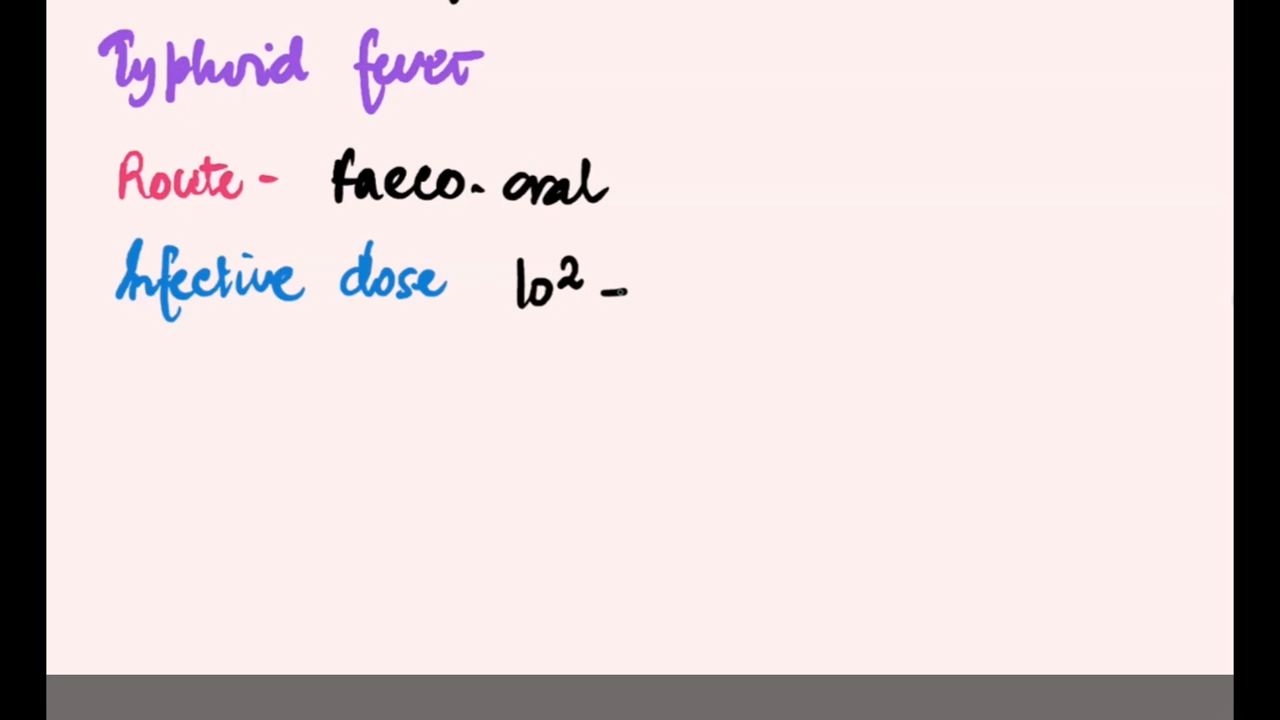 Typhoid fever
Route - faeco-oral
Infective dose 10² -